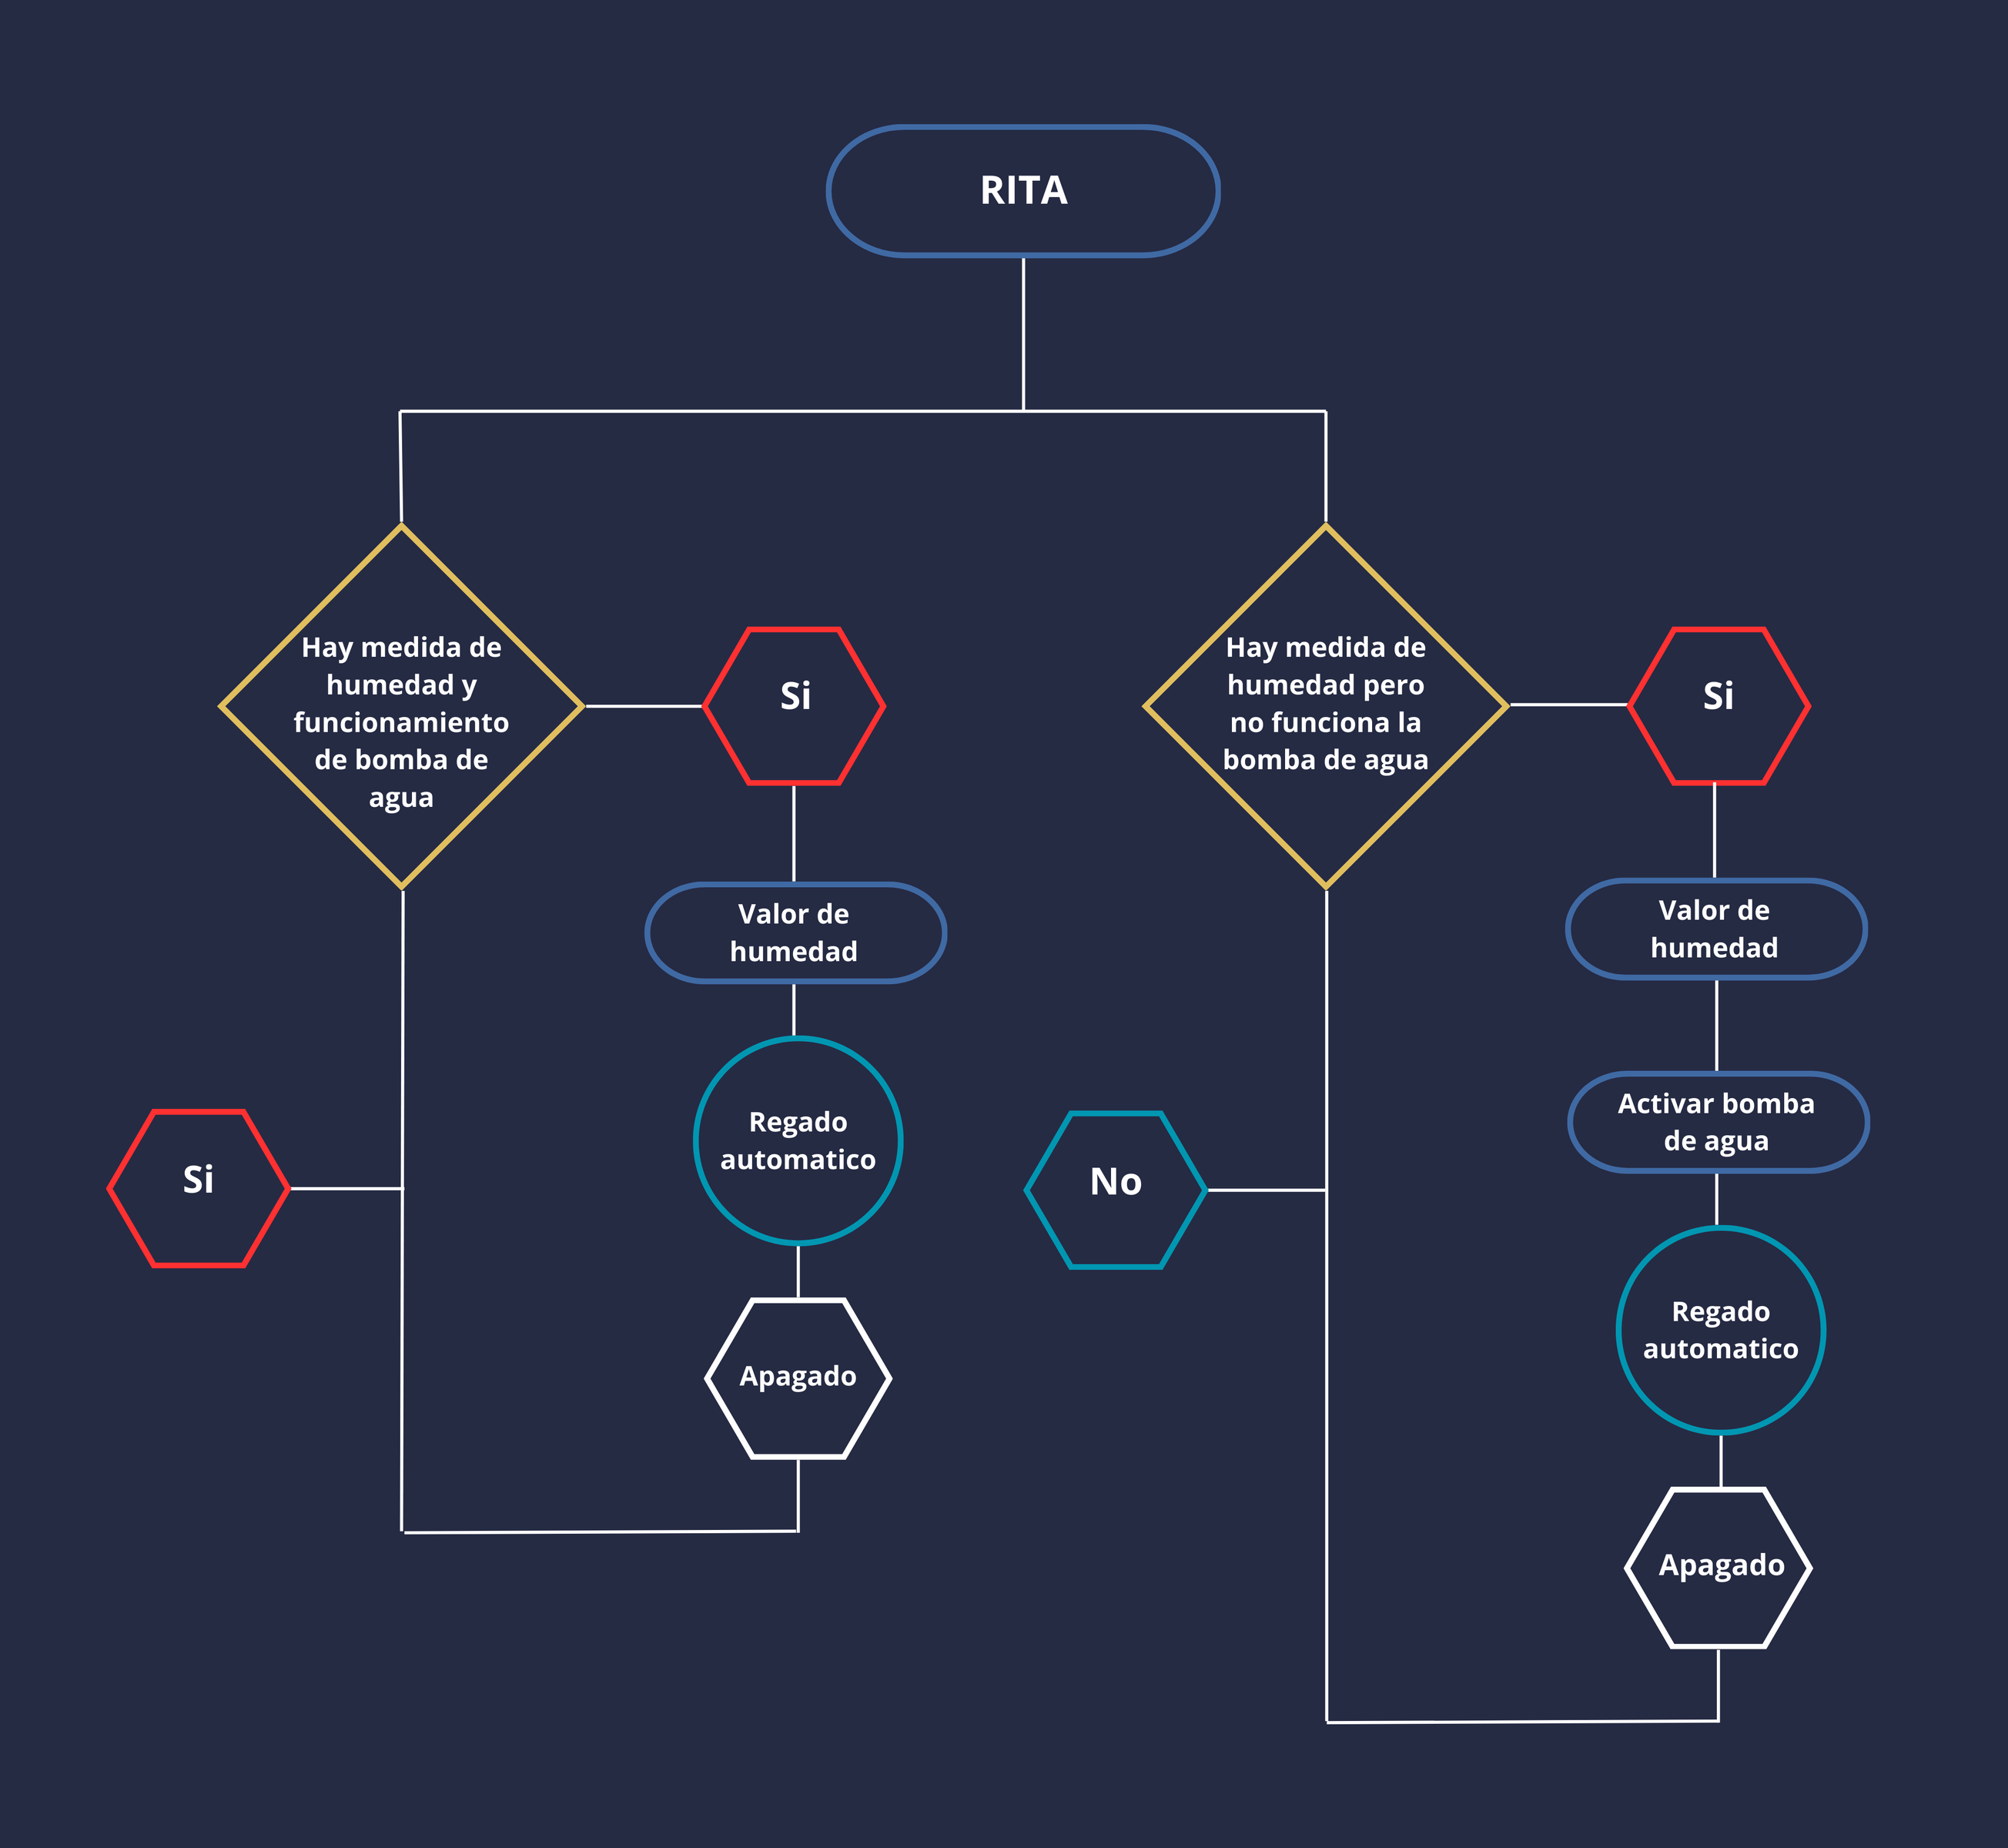 RITA
Hay medida de
humedad y
funcionamiento
de bomba de
agua
Si
Hay medida de
humedad pero
no funciona la
bomba de agua
Si
Valor de
humedad
Valor de
humedad
Regado
automatico
Activar bomba
de agua
Si
No
Regado
automatico
Apagado
Apagado